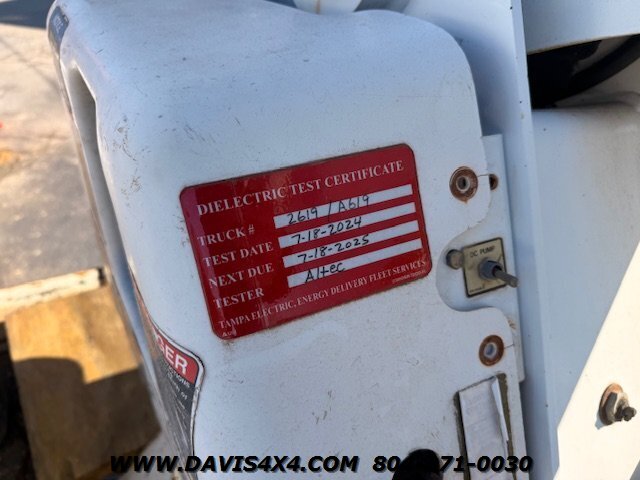 DIELECTRIC TEST CERTIFICATE
TRUCK # 2619 / A619
TEST DATE 7-18-2024
NEXT DUE 7-18-2025
TESTER Altec
TAMPA ELECTRIC, ENERGY DELIVERY FLEET SERVICES
DC PUMP
WWW.DAVIS4X4.COM